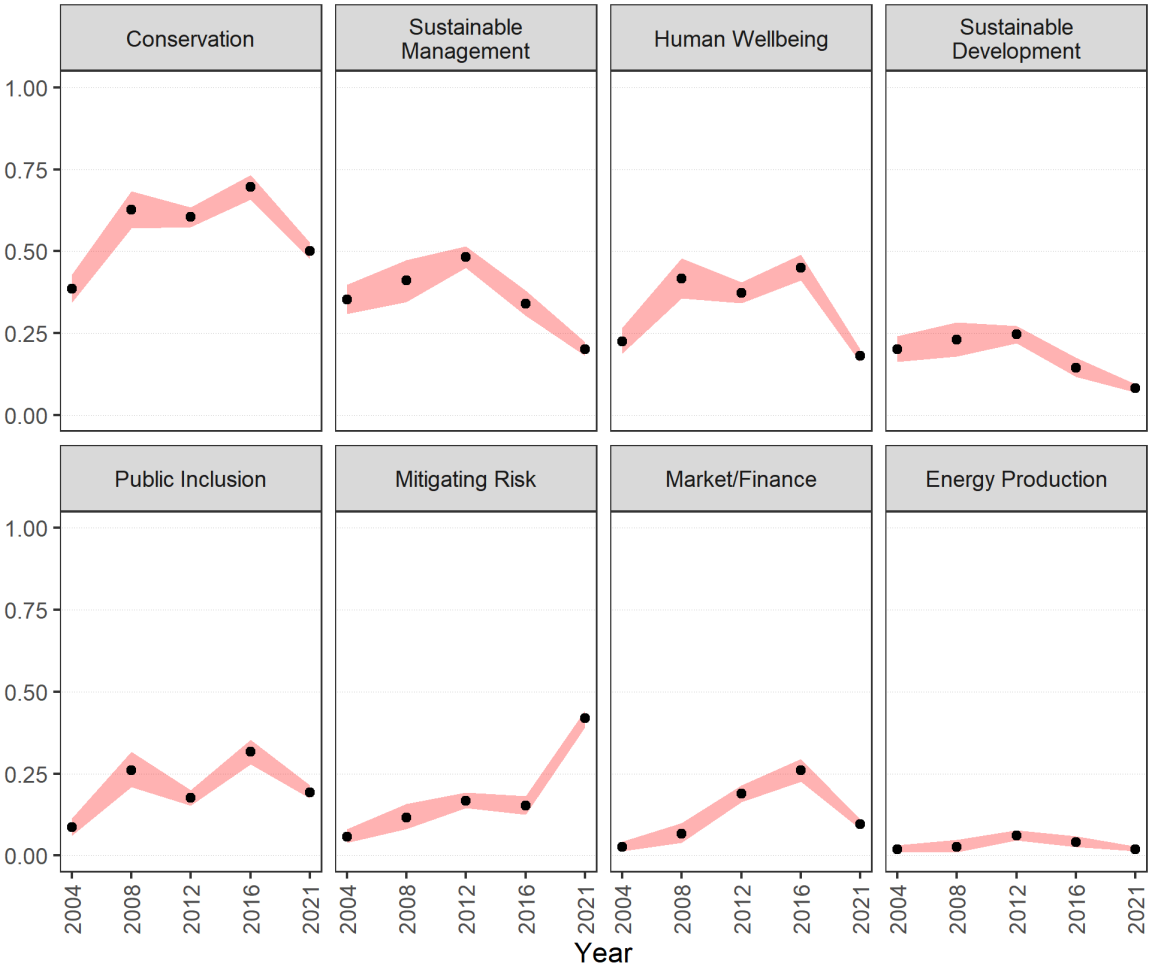 Conservation
Sustainable
Management
Human Wellbeing
Sustainable
Development
1.00
0.75
0.50
0.25
0.00
Public Inclusion
Mitigating Risk
Market/Finance
Energy Production
1.00
0.75
0.50
0.25
0.00
2004 2008 2012 2016 2021 2004 2008 2012 2016 2021 2004 2008 2012 2016 2021 2004 2008 2012 2016 2021
Year